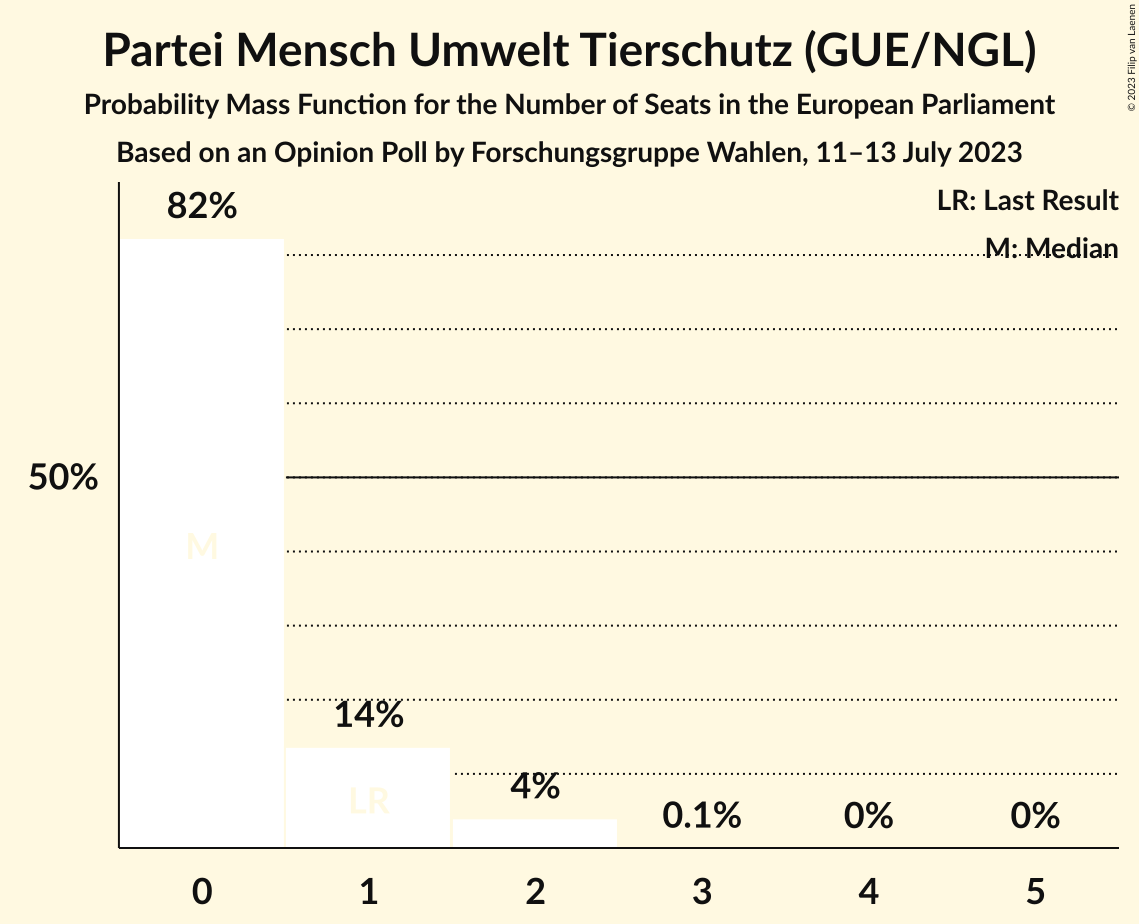 Partei Mensch Umwelt Tierschutz (GUE/NGL)
Probability Mass Function for the Number of Seats in the European Parliament
Based on an Opinion Poll by Forschungsgruppe Wahlen, 11–13 July 2023
© 2023 Filip van Laenen
LR: Last Result
M: Median
82%
50%
M
14%
LR
4%
0.1%
0%
0%
0 1 2 3 4 5